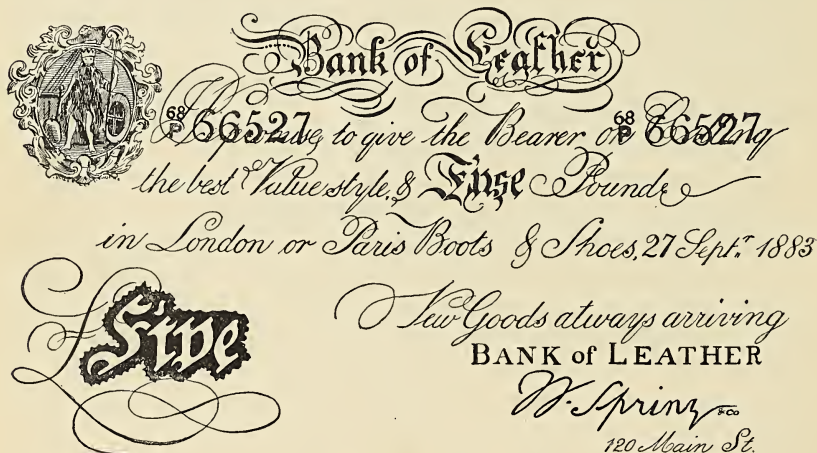 Bank of Leather
68 P 66527 68 P 66527
I Promise to give the Bearer on
the best Value style, & Pounds
in London or Paris Boots & Shoes, 27 Sept. 1883
£Five
New Goods always arriving
BANK of LEATHER
W. Spring & Co
120 Main St.